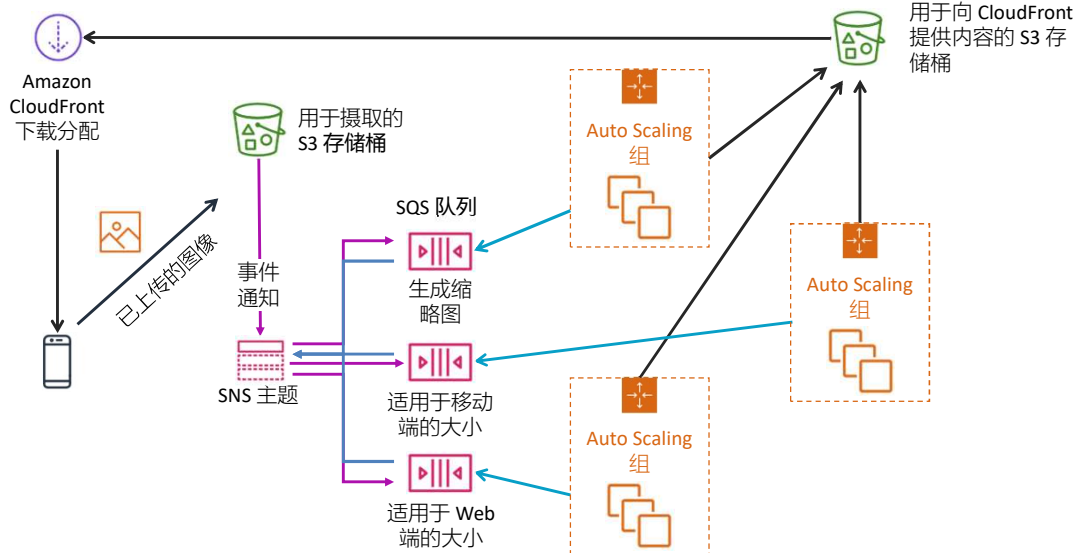 用于向 CloudFront
提供内容的 S3 存
储桶
Amazon
CloudFront
下载分配
用于摄取的
S3 存储桶
Auto Scaling
组
SQS 队列
已上传的图像
事件
通知
生成缩
略图
Auto Scaling
组
SNS 主题
适用于移动
端的大小
Auto Scaling
组
适用于 Web
端的大小